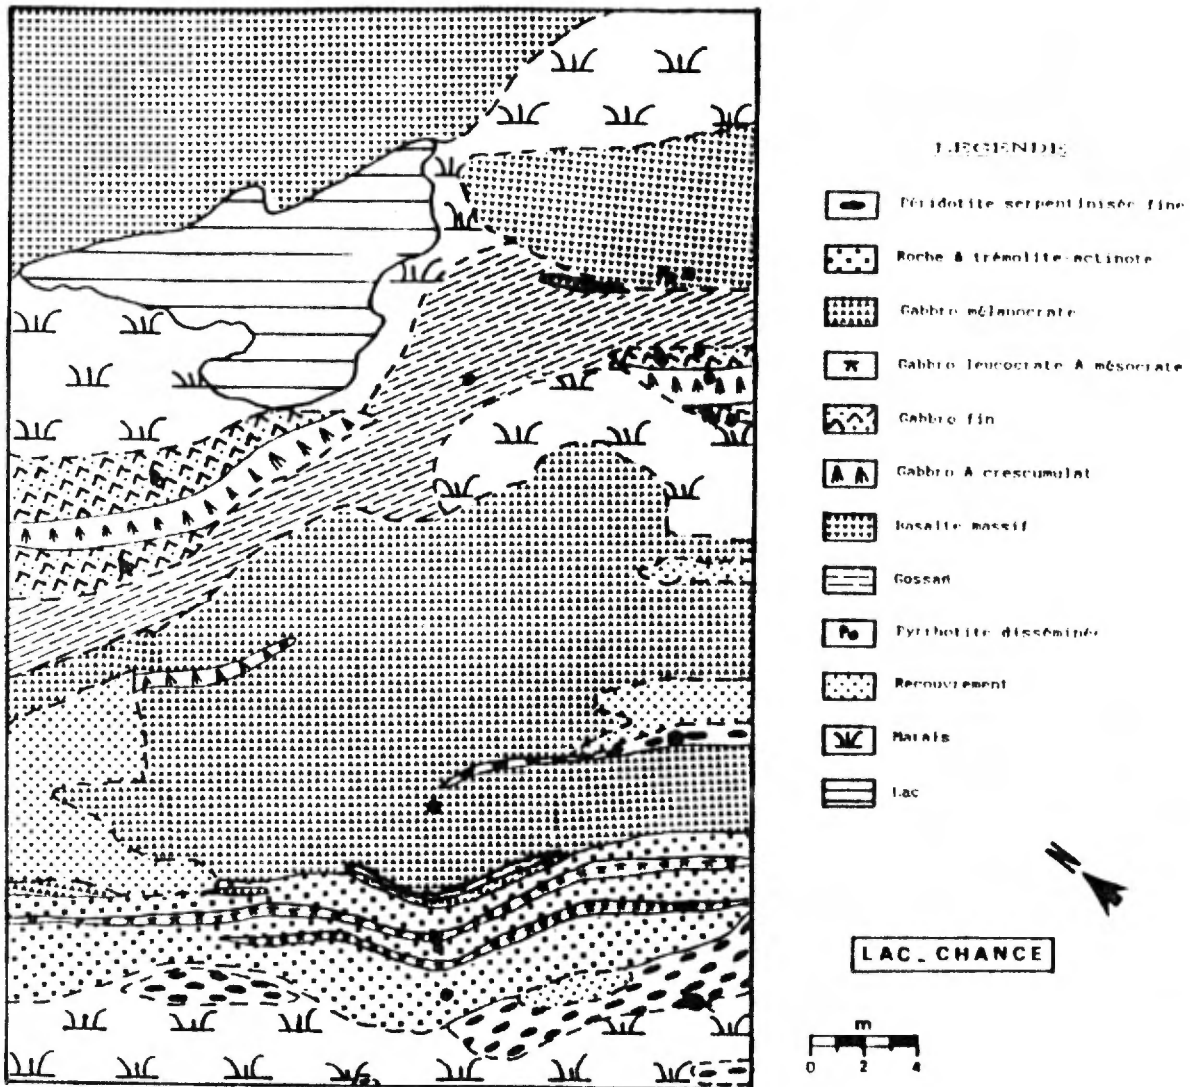 LEGENDE
Péridotite serpentinisée fine
Roche à trémolite-actinote
Gabbro mélanocrate
Gabbro leucocrate à mésocrate
Gabbro fin
Gabbro à crescumulat
Basalte massif
Gossan
Po
Pyrrhotite disséminée
Recouvrement
Marais
Lac
N
LAC_CHANCE
m
0 2 4